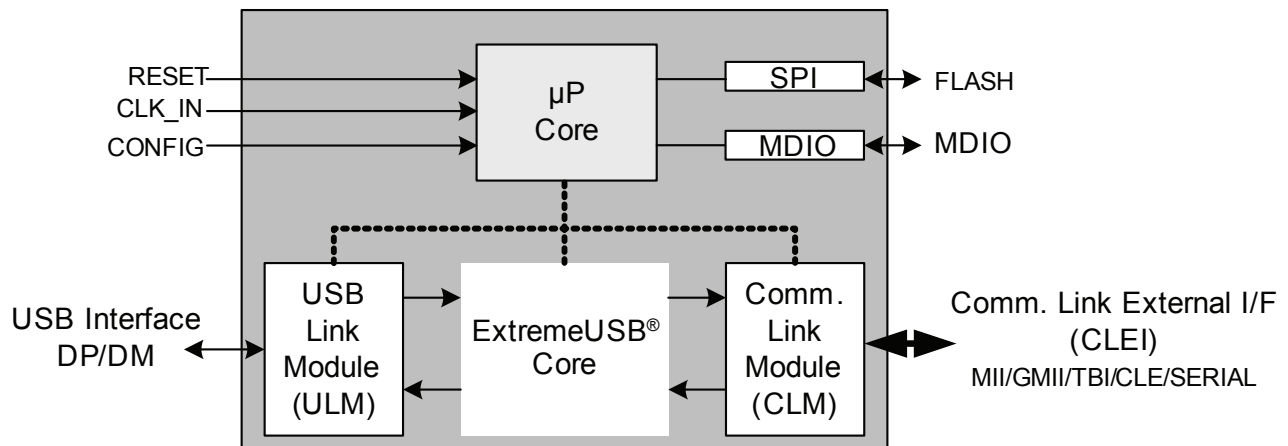 RESET
CLK_IN
CONFIG
µP
Core
SPI
FLASH
MDIO
MDIO
USB Interface
DP/DM
USB
Link
Module
(ULM)
ExtremeUSB®
Core
Comm.
Link
Module
(CLM)
Comm. Link External I/F
(CLEI)
MII/GMII/TBI/CLE/SERIAL